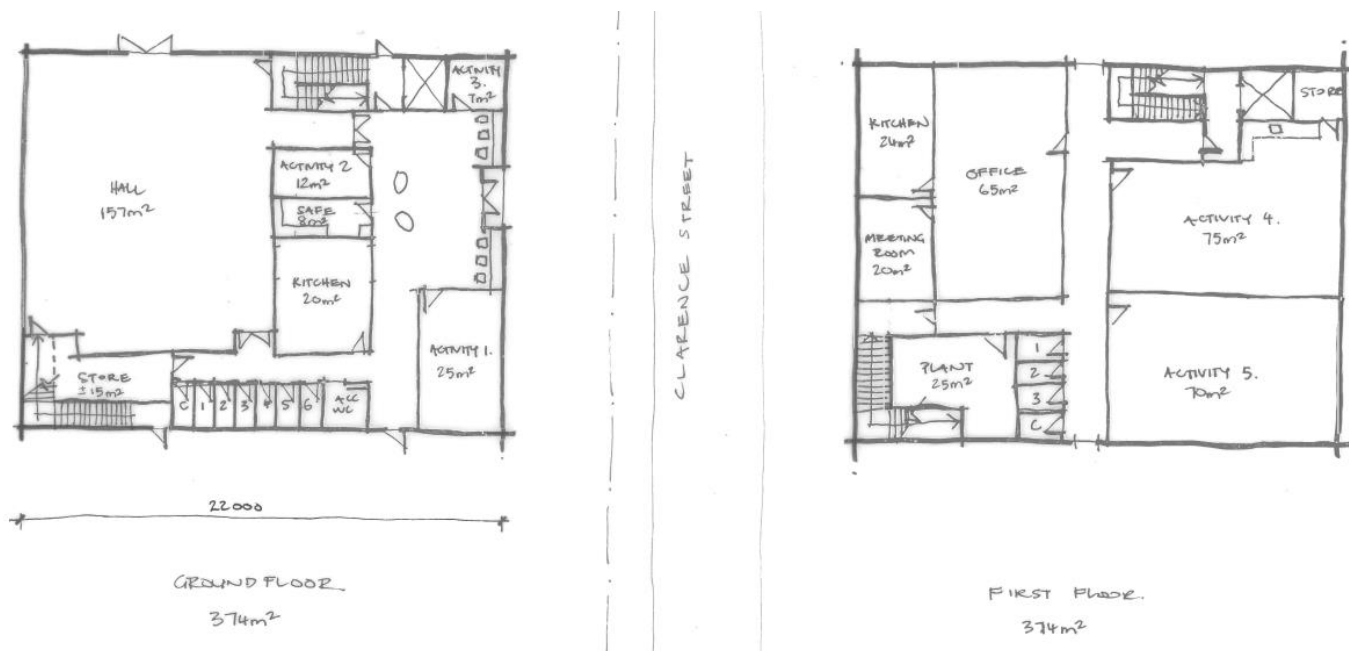 ACTIVITY
3.
7m²
HALL
157m²
ACTIVITY 2
12m²
SAFE
8m²
KITCHEN
20m²
ACTIVITY 1.
25m²
STORE
±15m²
C 1 2 3 4 5 6 ACC
WC
22000
GROUND FLOOR
374m²
CLARENCE STREET
KITCHEN
24m²
OFFICE
65m²
STORE
MEETING
ROOM
20m²
ACTIVITY 4.
75m²
PLANT
25m²
1
2
3
C
ACTIVITY 5.
70m²
FIRST FLOOR.
374m²